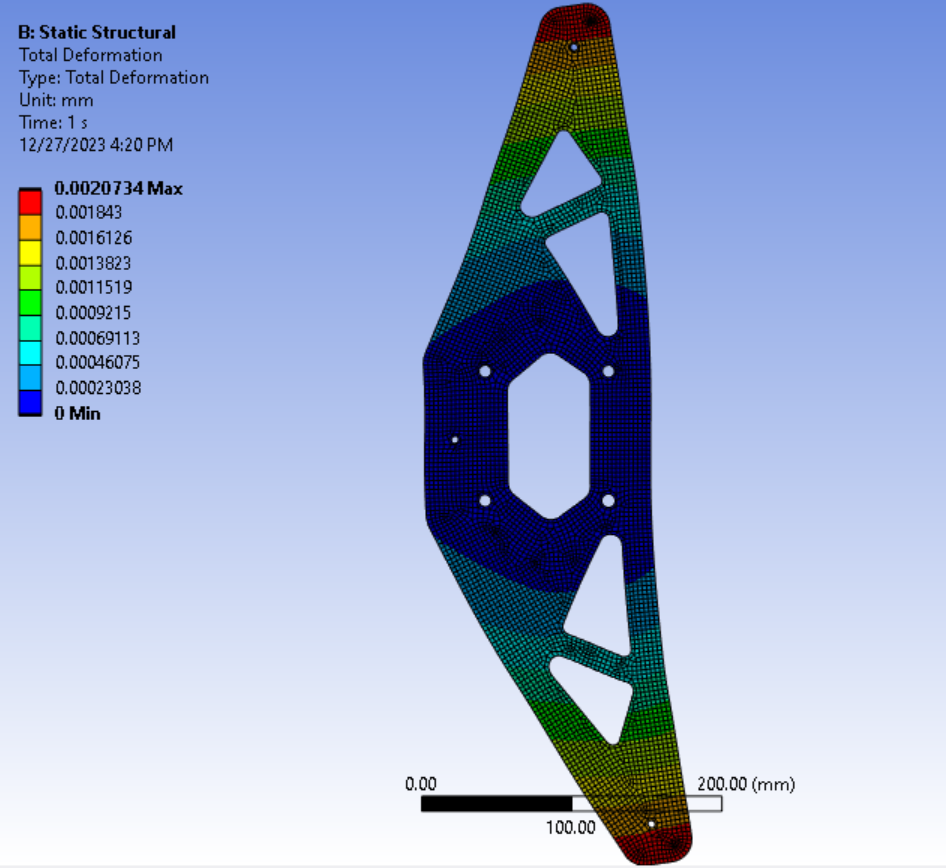 B: Static Structural
Total Deformation
Type: Total Deformation
Unit: mm
Time: 1 s
12/27/2023 4:20 PM
0.0020734 Max
0.001843
0.0016126
0.0013823
0.0011519
0.0009215
0.00069113
0.00046075
0.00023038
0 Min
0.00 200.00 (mm)
100.00